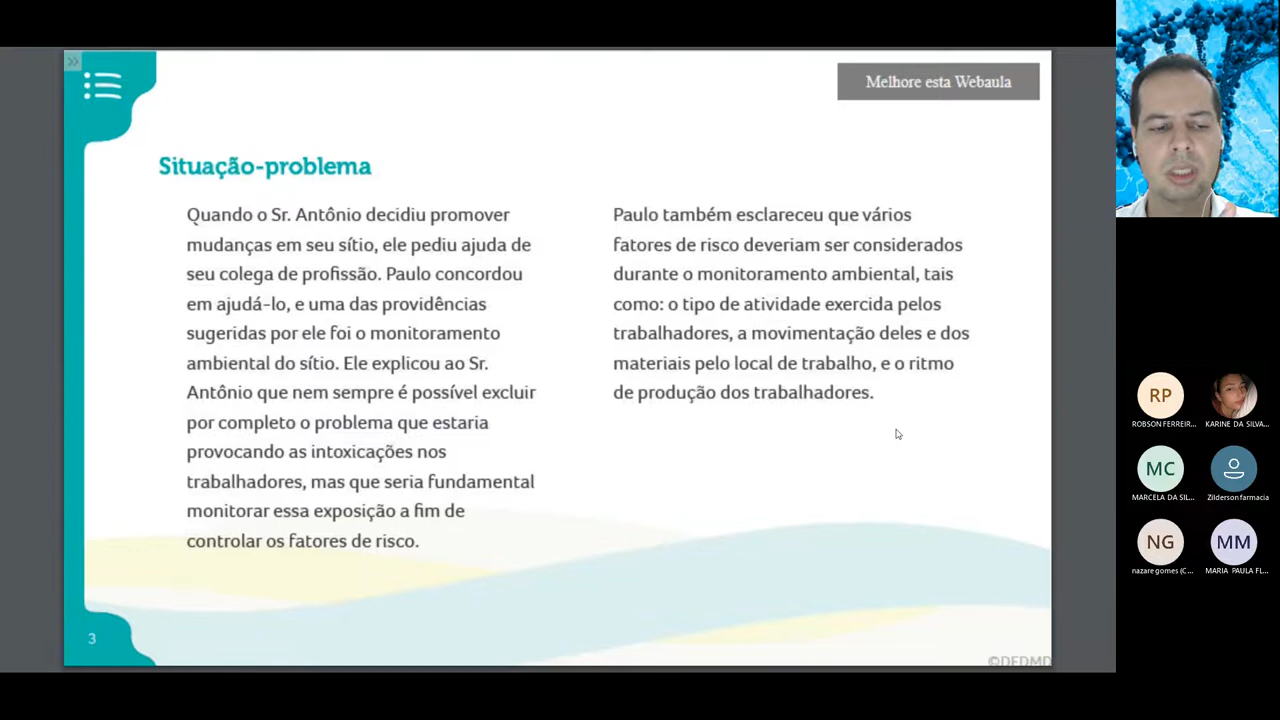 Melhore esta Webaula
Situação-problema
Quando o Sr. Antônio decidiu promover
mudanças em seu sítio, ele pediu ajuda de
seu colega de profissão. Paulo concordou
em ajudá-lo, e uma das providências
sugeridas por ele foi o monitoramento
ambiental do sítio. Ele explicou ao Sr.
Antônio que nem sempre é possível excluir
por completo o problema que estaria
provocando as intoxicações nos
trabalhadores, mas que seria fundamental
monitorar essa exposição a fim de
controlar os fatores de risco.
Paulo também esclareceu que vários
fatores de risco deveriam ser considerados
durante o monitoramento ambiental, tais
como: o tipo de atividade exercida pelos
trabalhadores, a movimentação deles e dos
materiais pelo local de trabalho, e o ritmo
de produção dos trabalhadores.
3
RP
ROBSON FERREIR...
KARINE DA SILVA...
MC
MARCELA DA SIL...
Zilderson farmacia
NG
nazare gomes (C...
MM
MARIA PAULA FL...